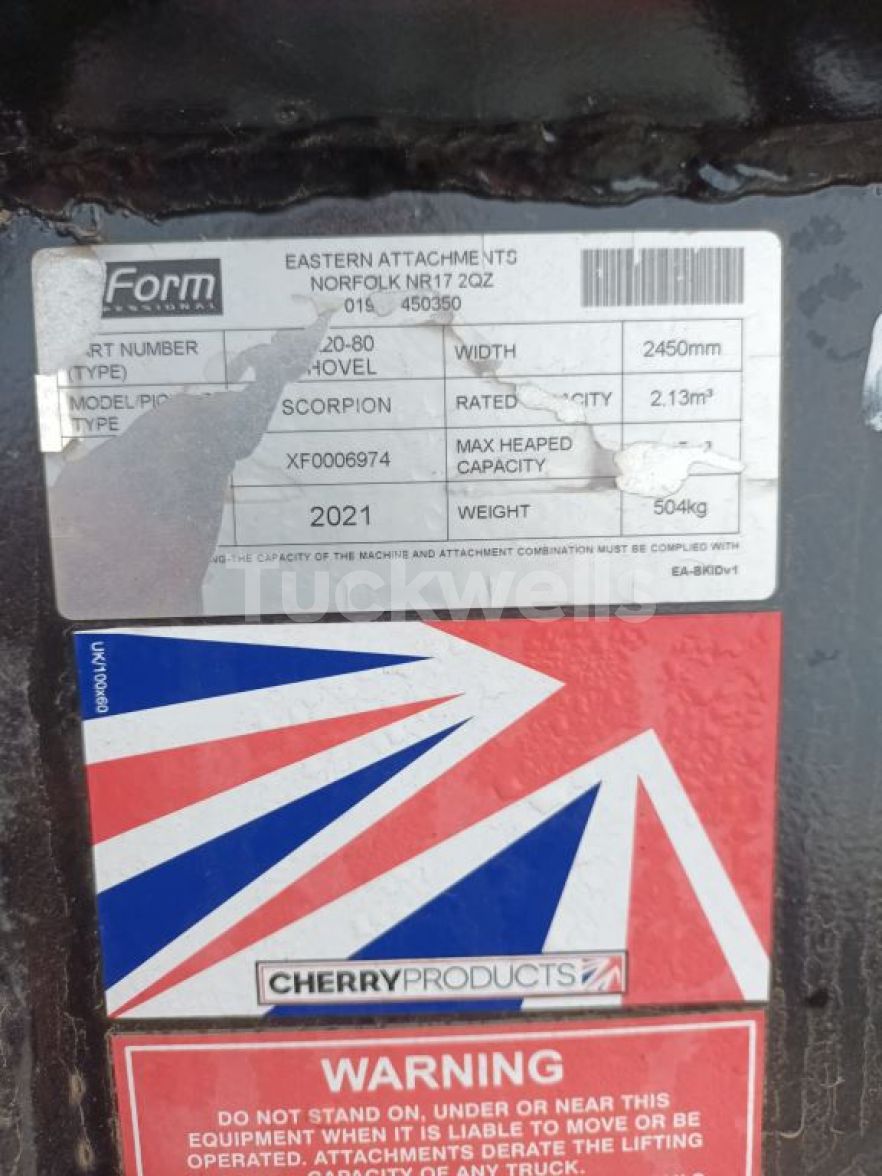 Form
EASTERN ATTACHMENTS
NORFOLK NR17 2QZ
450350
NUMBER
(TYPE)
20-80
WIDTH
2450mm
TYPE
SCORPION
RATED
2.13m³
XF0006974
MAX HEAPED
CAPACITY
2021
WEIGHT
504kg
THE CAPACITY OF THE MACHINE AND ATTACHMENT COMBINATION MUST BE COMPLIED WITH
EA-SKIDv1
Tuckwells
UK/100x60
CHERRYPRODUCTS
WARNING
DO NOT STAND ON, UNDER OR NEAR THIS
EQUIPMENT WHEN IT IS LIABLE TO MOVE OR BE
OPERATED. ATTACHMENTS DERATE THE LIFTING
CAPACITY OF ANY TRUCK.